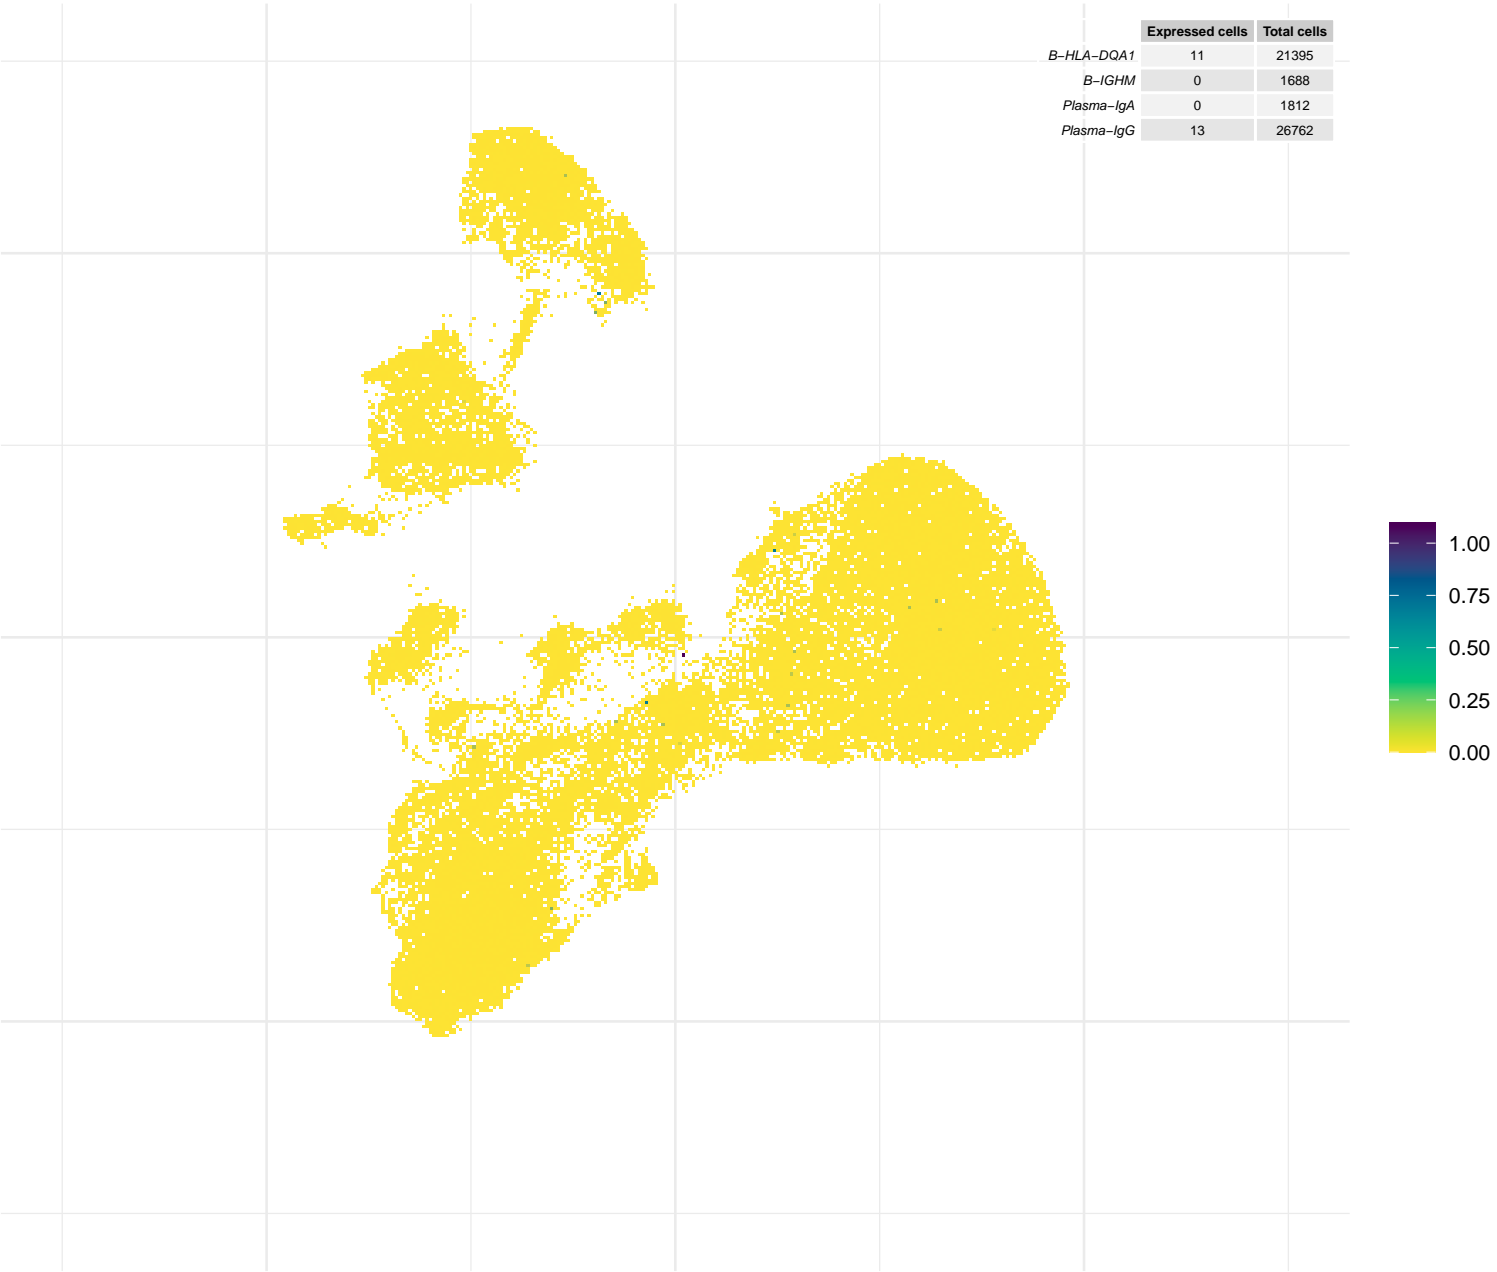 Expressed cells Total cells
B−HLA−DQA1 11 21395
B−IGHM 0 1688
Plasma−IgA 0 1812
Plasma−IgG 13 26762
1.00
0.75
0.50
0.25
0.00